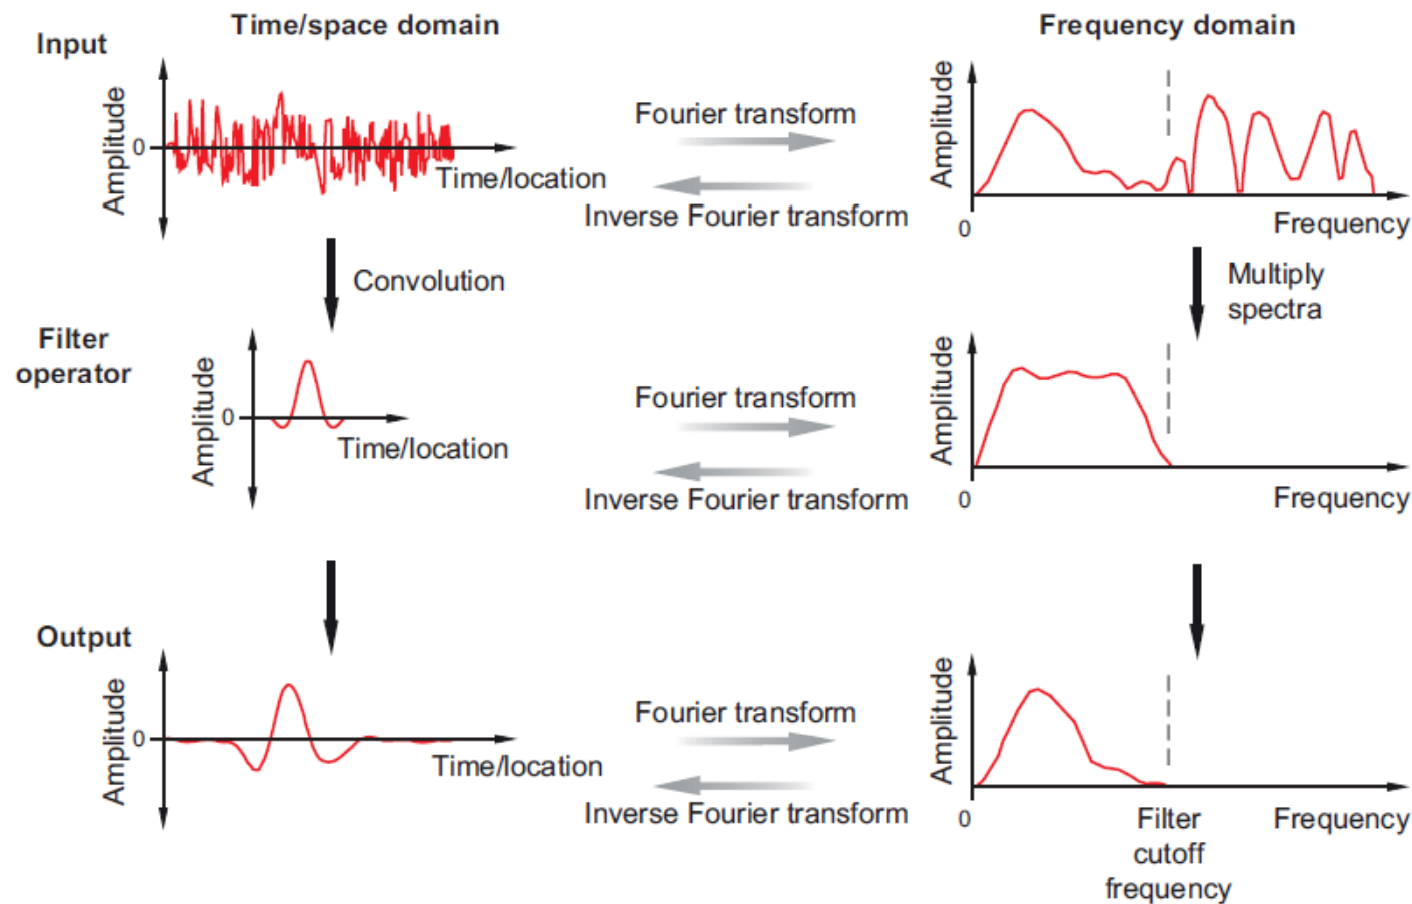 Time/space domain
Frequency domain
Input
Amplitude
0
Time/location
Fourier transform
Inverse Fourier transform
Amplitude
0
Frequency
Convolution
Multiply
spectra
Filter
operator
Amplitude
0
Time/location
Fourier transform
Inverse Fourier transform
Amplitude
0
Frequency
Output
Amplitude
0
Time/location
Fourier transform
Inverse Fourier transform
Amplitude
0
Filter
cutoff
frequency
Frequency